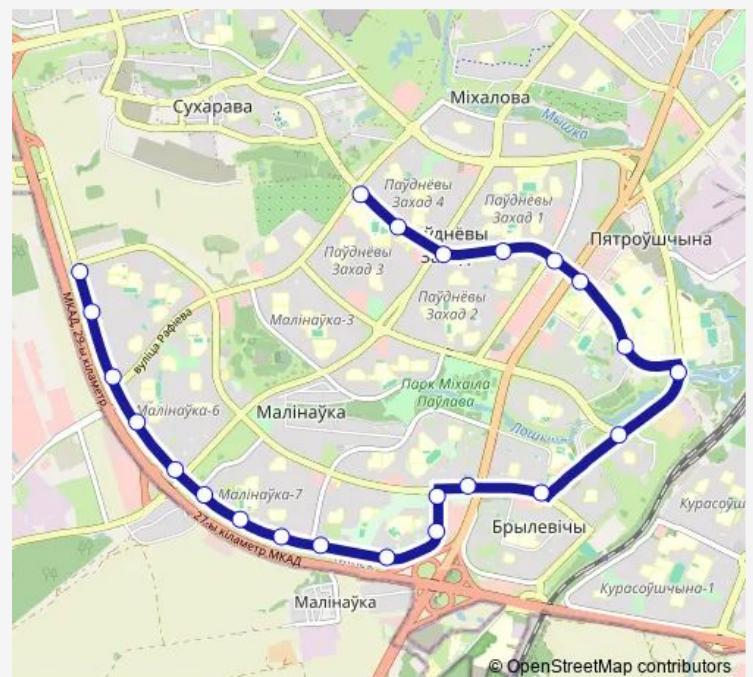 Сухарава
Міхалова
Мышка
Паўднёвы
Захад 4
Паўднёвы
Захад 1
Пятроўшчына
Паўднёвы
Захад 3
Паўднёвы
Захад 2
Малінаўка-3
вуліца Рафіева
МКАД, 29-ы кіламетр
Парк Міхаіла
Паўлава
Малінаўка-6
Малінаўка
Лошыца
Малінаўка-7
Брылевічы
27-ы кіламетр МКАД
Курасоўшчына-1
Малінаўка
© OpenStreetMap contributors